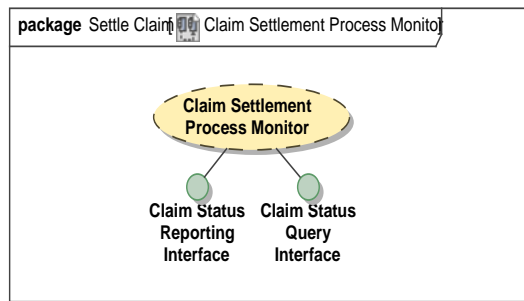 package Settle Claim[ Claim Settlement Process Monitor]
Claim Settlement
Process Monitor
Claim Status Claim Status
Reporting Query
Interface Interface